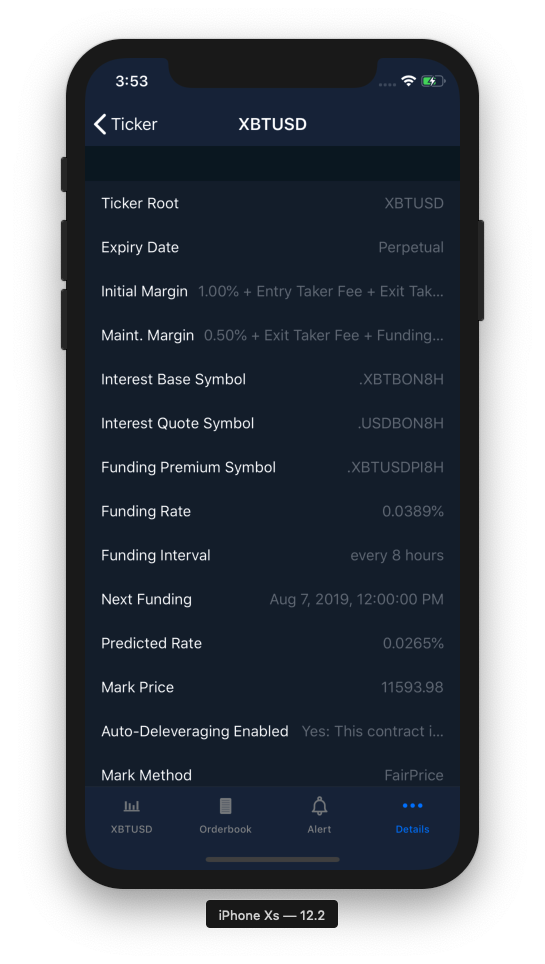 3:53
Ticker XBTUSD
Ticker Root XBTUSD
Expiry Date Perpetual
Initial Margin 1.00% + Entry Taker Fee + Exit Tak...
Maint. Margin 0.50% + Exit Taker Fee + Funding...
Interest Base Symbol .XBTBON8H
Interest Quote Symbol .USDBON8H
Funding Premium Symbol .XBTUSDPI8H
Funding Rate 0.0389%
Funding Interval every 8 hours
Next Funding Aug 7, 2019, 12:00:00 PM
Predicted Rate 0.0265%
Mark Price 11593.98
Auto-Deleveraging Enabled Yes: This contract i...
Mark Method FairPrice
XBTUSD Orderbook Alert Details
iPhone Xs — 12.2